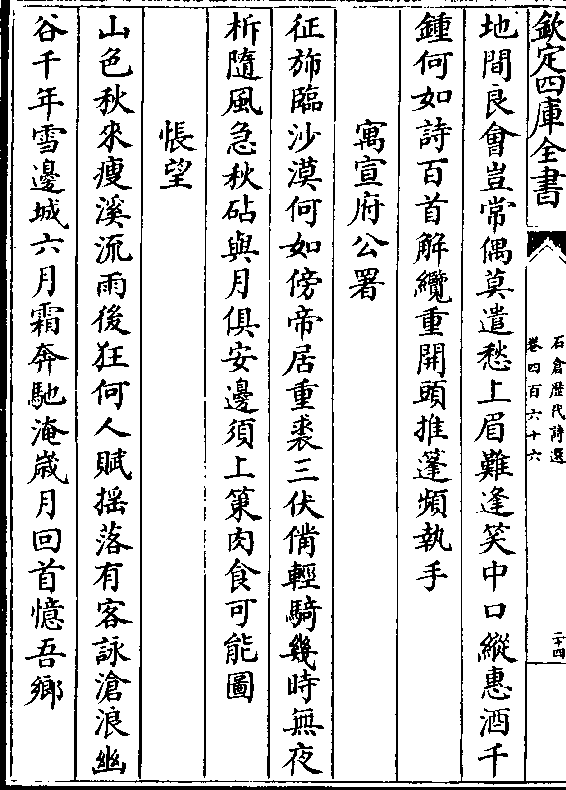 欽定四庫全書
石倉歴代詩選
卷四百六十六
二十四
地間良會豈常偶莫遣愁上眉難逢笑中口縱惠酒千
鍾何如詩百首解纜重開頭推蓬頻執手
寓宣府公署
征斾臨沙漠何如傍帝居重裘三伏備輕騎幾時無夜
柝隨風急秋砧與月俱安邊須上策肉食可能圖
悵望
山色秋來瘦溪流雨後狂何人賦揺落有客詠滄浪幽
谷千年雪邊城六月霜奔馳淹歳月回首憶吾鄉